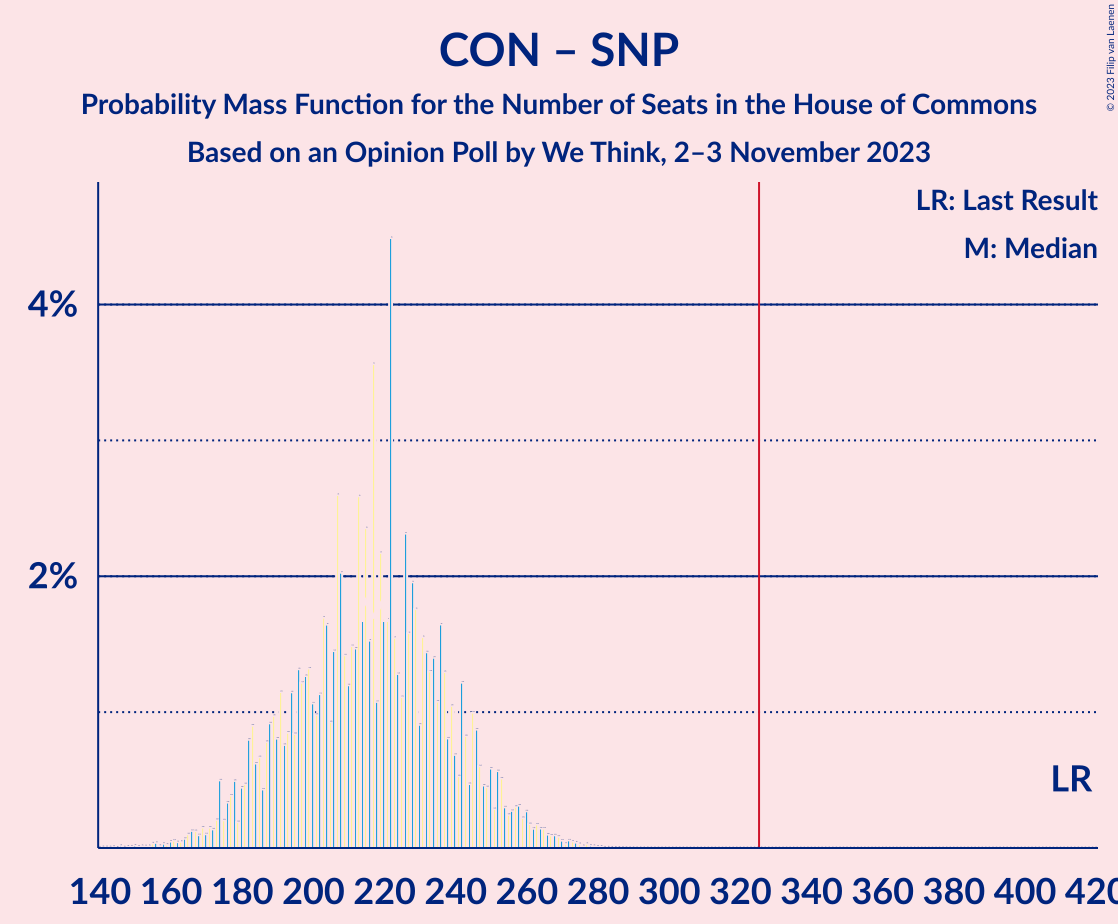 CON – SNP
Probability Mass Function for the Number of Seats in the House of Commons
Based on an Opinion Poll by We Think, 2–3 November 2023
© 2023 Filip van Laenen
LR: Last Result
M: Median
4%
2%
LR
140 160 180 200 220 240 260 280 300 320 340 360 380 400 420